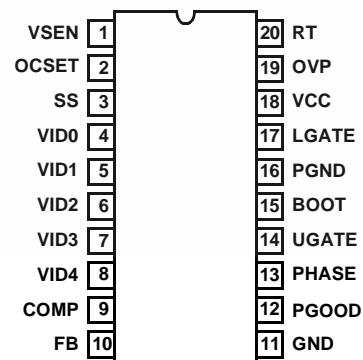 VSEN 1 20 RT
OCSET 2 19 OVP
SS 3 18 VCC
VID0 4 17 LGATE
VID1 5 16 PGND
VID2 6 15 BOOT
VID3 7 14 UGATE
VID4 8 13 PHASE
COMP 9 12 PGOOD
FB 10 11 GND